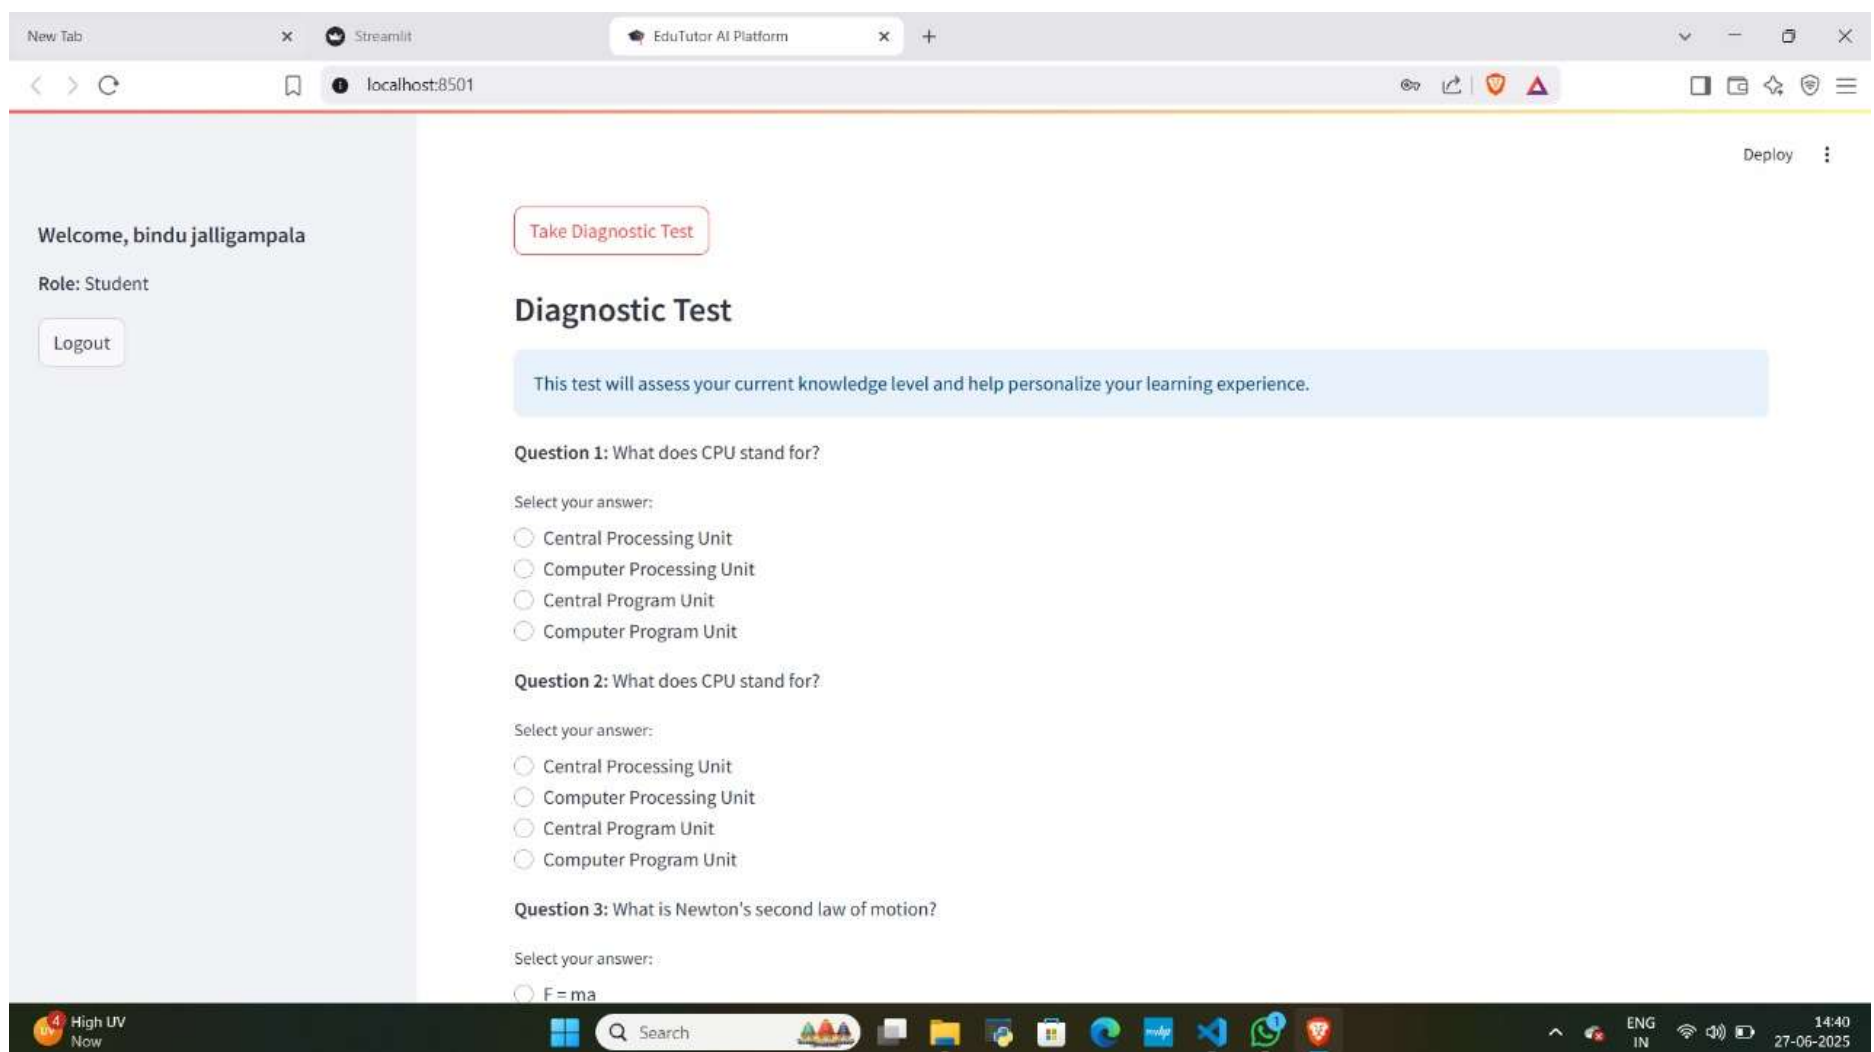 New Tab
Streamlit
EduTutor AI Platform
localhost:8501
Deploy
Welcome, bindu jalligampala
Role: Student
Logout
Take Diagnostic Test
Diagnostic Test
This test will assess your current knowledge level and help personalize your learning experience.
Question 1: What does CPU stand for?
Select your answer:
Central Processing Unit
Computer Processing Unit
Central Program Unit
Computer Program Unit
Question 2: What does CPU stand for?
Select your answer:
Central Processing Unit
Computer Processing Unit
Central Program Unit
Computer Program Unit
Question 3: What is Newton's second law of motion?
Select your answer:
F = ma
4
High UV
Now
Search
1
ENG
IN
14:40
27-06-2025